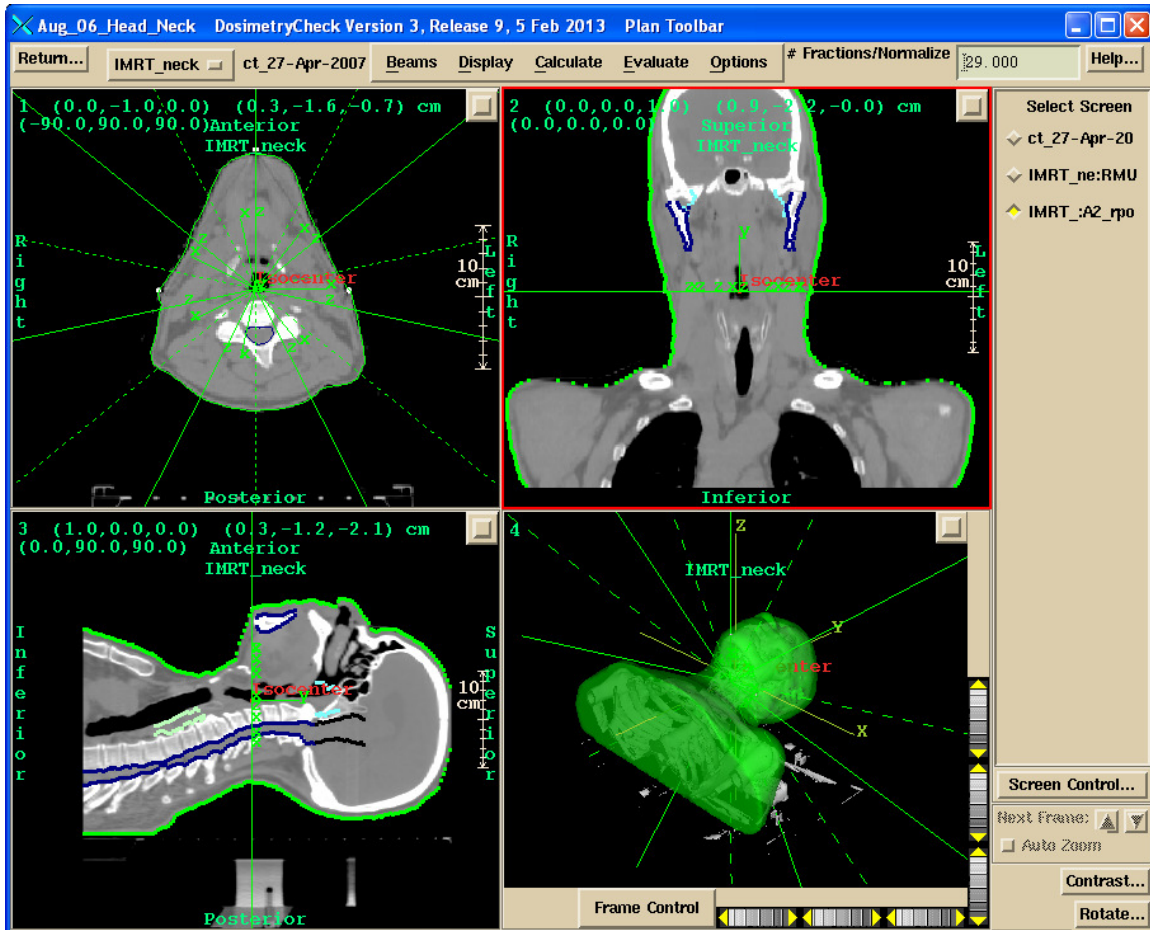 Aug_06_Head_Neck DosimetryCheck Version 3, Release 9, 5 Feb 2013 Plan Toolbar
Return... IMRT_neck ct_27-Apr-2007 Beams Display Calculate Evaluate Options # Fractions/Normalize 29.000 Help...
1 (0.0,-1.0,0.0) (0.3,-1.6,-0.7) cm
(-90.0,90.0,90.0) Anterior
IMRT_neck
Right
Left
Isocenter
10
cm
x z
Posterior
2 (0.0,0.0,1.0) (0.9,-2.2,-0.0) cm
(0.0,0.0,0.0) Superior
IMRT_neck
Right
Left
y
Isocenter
10
cm
Inferior
3 (1.0,0.0,0.0) (0.3,-1.2,-2.1) cm
(0.0,90.0,90.0) Anterior
IMRT_neck
Inferior
Superior
Isocenter
10
cm
Posterior
4
IMRT_neck
Z
Y
X
Frame Control
Select Screen
ct_27-Apr-20
IMRT_ne:RMU
IMRT_:A2_rpo
Screen Control...
Next Frame:
Auto Zoom
Contrast...
Rotate...